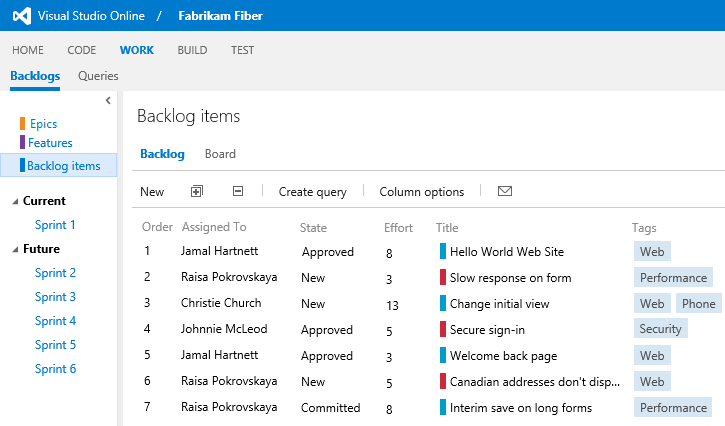 Visual Studio Online / Fabrikam Fiber
HOME CODE WORK BUILD TEST
Backlogs Queries
Epics
Features
Backlog items
Current
Sprint 1
Future
Sprint 2
Sprint 3
Sprint 4
Sprint 5
Sprint 6
Backlog items
Backlog Board
New Create query Column options
Order Assigned To State Effort Title Tags
1 Jamal Hartnett Approved 8 Hello World Web Site Web
2 Raisa Pokrovskaya New 3 Slow response on form Performance
3 Christie Church New 13 Change initial view Web Phone
4 Johnnie McLeod Approved 5 Secure sign-in Security
5 Jamal Hartnett Approved 3 Welcome back page Web
6 Raisa Pokrovskaya New 5 Canadian addresses don't disp... Web
7 Raisa Pokrovskaya Committed 8 Interim save on long forms Performance